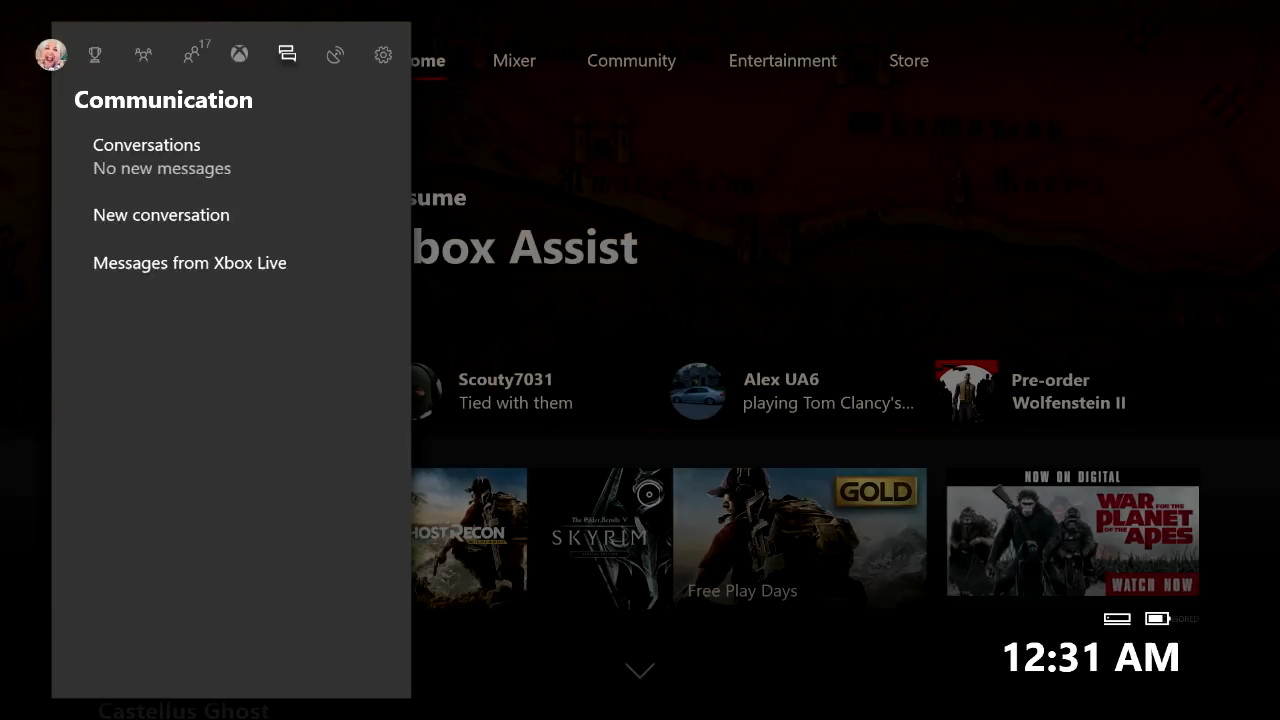 17
ome
Mixer
Community
Entertainment
Store
Communication
Conversations
No new messages
New conversation
Messages from Xbox Live
sume
box Assist
Scouty7031
Tied with them
Alex UA6
playing Tom Clancy's...
Pre-order
Wolfenstein II
HOST RECON
The Elder Scrolls V
SKYRIM
GOLD
Free Play Days
NOW ON DIGITAL
WAR FOR THE
PLANET
OF THE APES
WATCH NOW
12:31 AM
Castellus Ghost